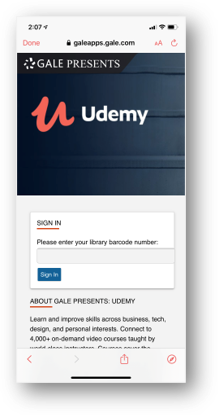 2:07
Done galeapps.gale.com AA
GALE PRESENTS
Udemy
SIGN IN
Please enter your library barcode number:
Sign In
ABOUT GALE PRESENTS: UDEMY
Learn and improve skills across business, tech,
design, and personal interests. Connect to
4,000+ on-demand video courses taught by
world-class instructors. Courses cover the